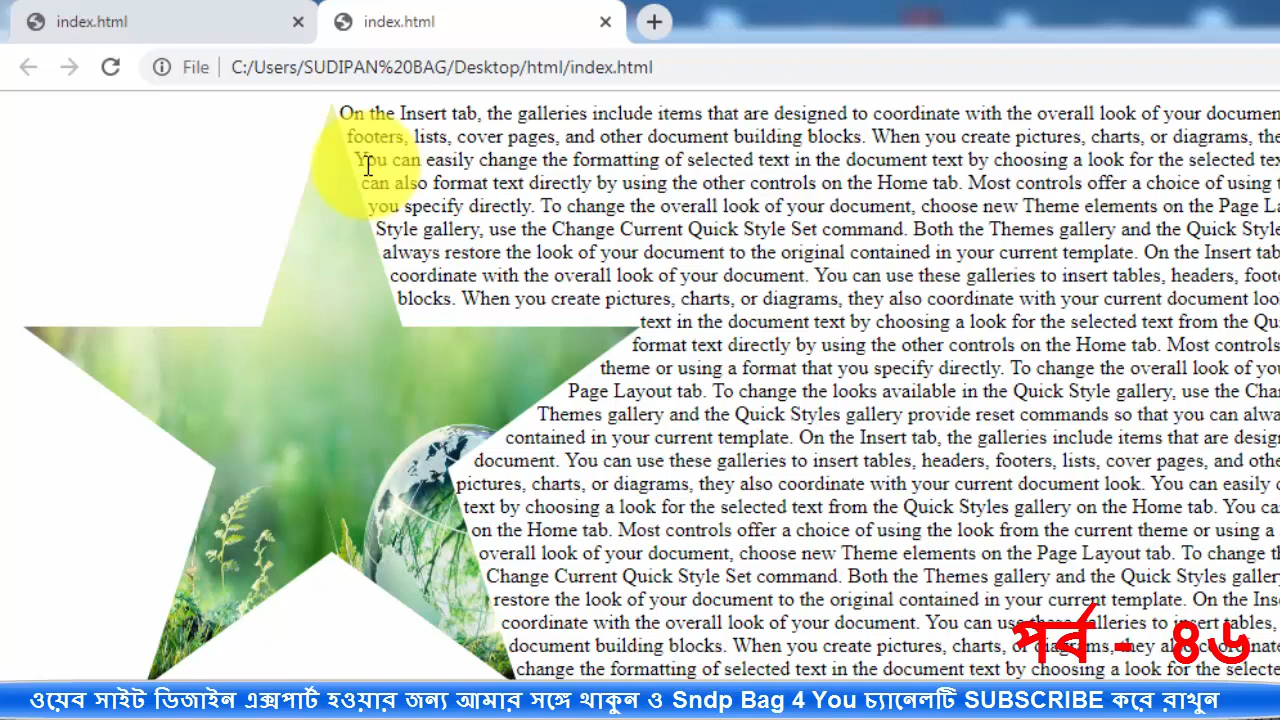 index.html
index.html
File
C:/Users/SUDIPAN%20BAG/Desktop/html/index.html
On the Insert tab, the galleries include items that are designed to coordinate with the overall look of your documen
footers, lists, cover pages, and other document building blocks. When you create pictures, charts, or diagrams, the
You can easily change the formatting of selected text in the document text by choosing a look for the selected te
can also format text directly by using the other controls on the Home tab. Most controls offer a choice of using t
you specify directly. To change the overall look of your document, choose new Theme elements on the Page La
Style gallery, use the Change Current Quick Style Set command. Both the Themes gallery and the Quick Style
always restore the look of your document to the original contained in your current template. On the Insert tab
coordinate with the overall look of your document. You can use these galleries to insert tables, headers, foote
blocks. When you create pictures, charts, or diagrams, they also coordinate with your current document loo
text in the document text by choosing a look for the selected text from the Qu
format text directly by using the other controls on the Home tab. Most controls
theme or using a format that you specify directly. To change the overall look of you
Page Layout tab. To change the looks available in the Quick Style gallery, use the Cha
Themes gallery and the Quick Styles gallery provide reset commands so that you can alwa
contained in your current template. On the Insert tab, the galleries include items that are design
document. You can use these galleries to insert tables, headers, footers, lists, cover pages, and othe
pictures, charts, or diagrams, they also coordinate with your current document look. You can easily c
text by choosing a look for the selected text from the Quick Styles gallery on the Home tab. You ca
on the Home tab. Most controls offer a choice of using the look from the current theme or using a
overall look of your document, choose new Theme elements on the Page Layout tab. To change th
Change Current Quick Style Set command. Both the Themes gallery and the Quick Styles gallery
restore the look of your document to the original contained in your current template. On the Inse
coordinate with the overall look of your document. You can use these galleries to insert tables,
document building blocks. When you create pictures, charts, or diagrams, they also coordinate
change the formatting of selected text in the document text by choosing a look for the selecte
পর্ব - ৪৬
ওয়েব সাইট ডিজাইন এক্সপার্ট হওয়ার জন্য আমার সঙ্গে থাকুন ও Sndp Bag 4 You চ্যানেলটি SUBSCRIBE করে রাখুন